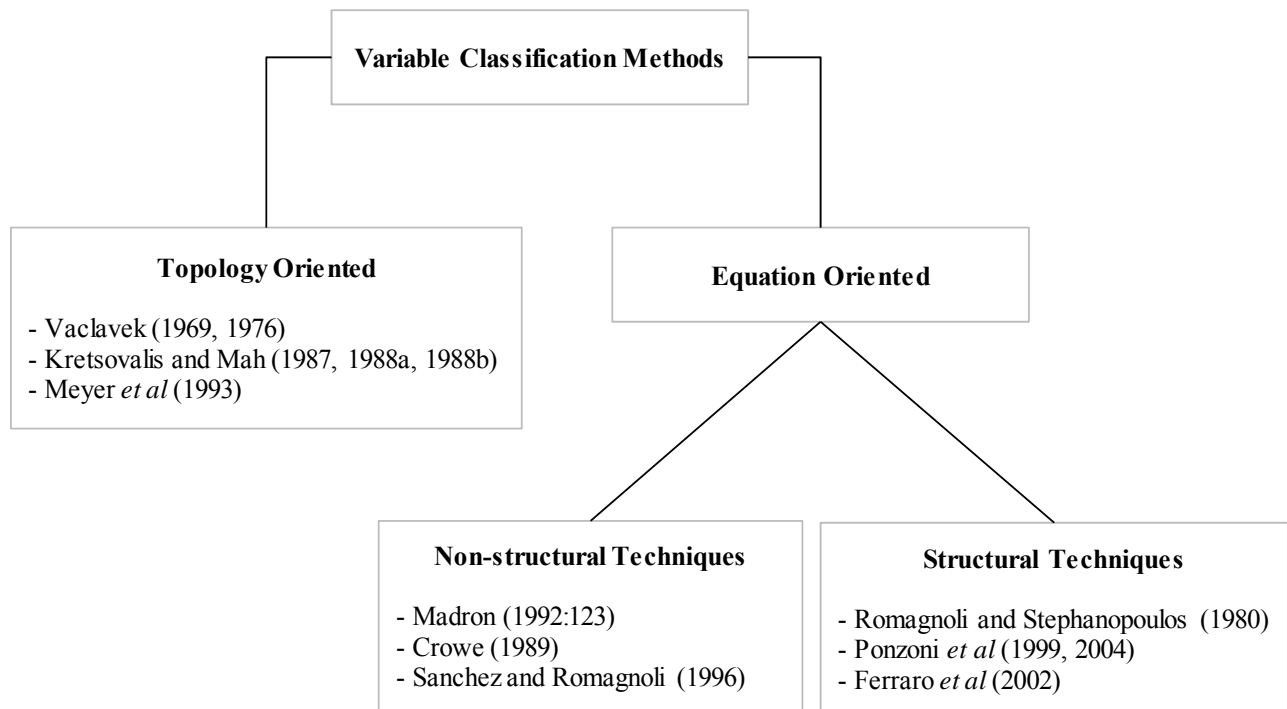 Variable Classification Methods
Topology Oriented
- Vaclavek (1969, 1976)
- Kretsovalis and Mah (1987, 1988a, 1988b)
- Meyer et al (1993)
Equation Oriented
Non-structural Techniques
- Madron (1992:123)
- Crowe (1989)
- Sanchez and Romagnoli (1996)
Structural Techniques
- Romagnoli and Stephanopoulos (1980)
- Ponzoni et al (1999, 2004)
- Ferraro et al (2002)